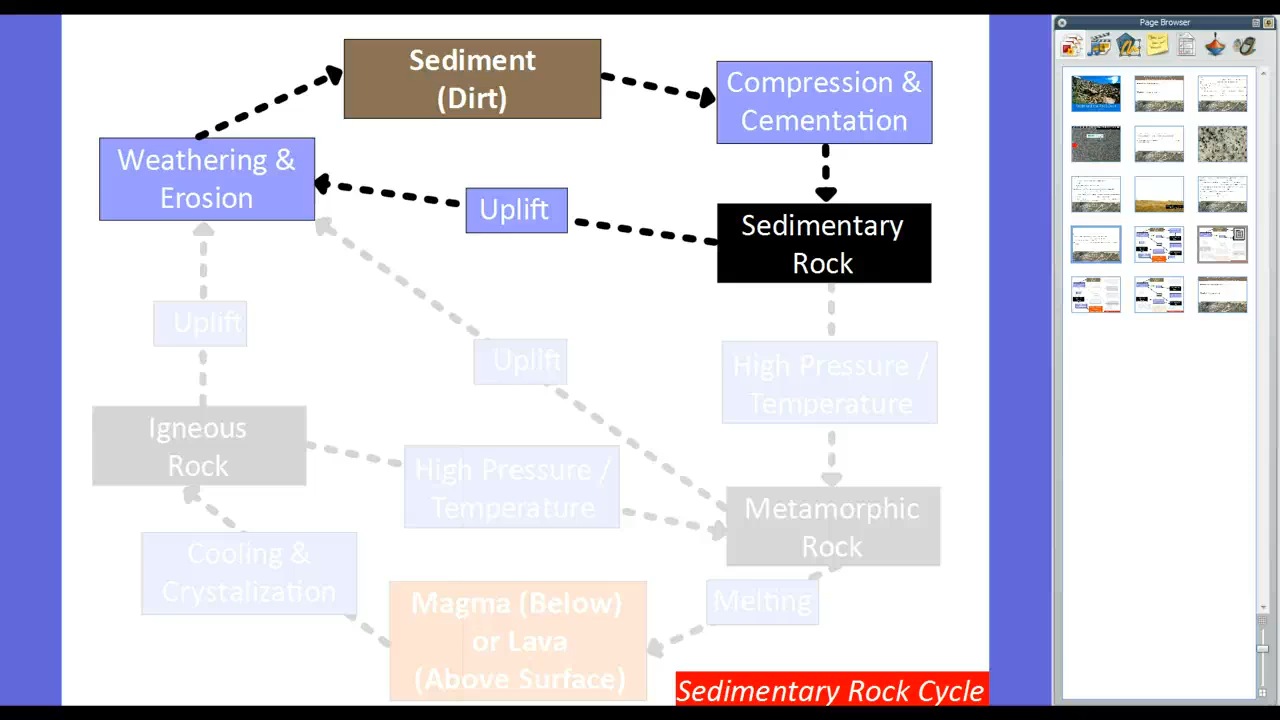 Page Browser
Sediment
(Dirt)
Compression &
Cementation
Weathering &
Erosion
Uplift
Sedimentary
Rock
Uplift
Uplift
High Pressure /
Temperature
Igneous
Rock
High Pressure /
Temperature
Metamorphic
Rock
Cooling &
Crystalization
Magma (Below)
or Lava
(Above Surface)
Melting
Sedimentary Rock Cycle